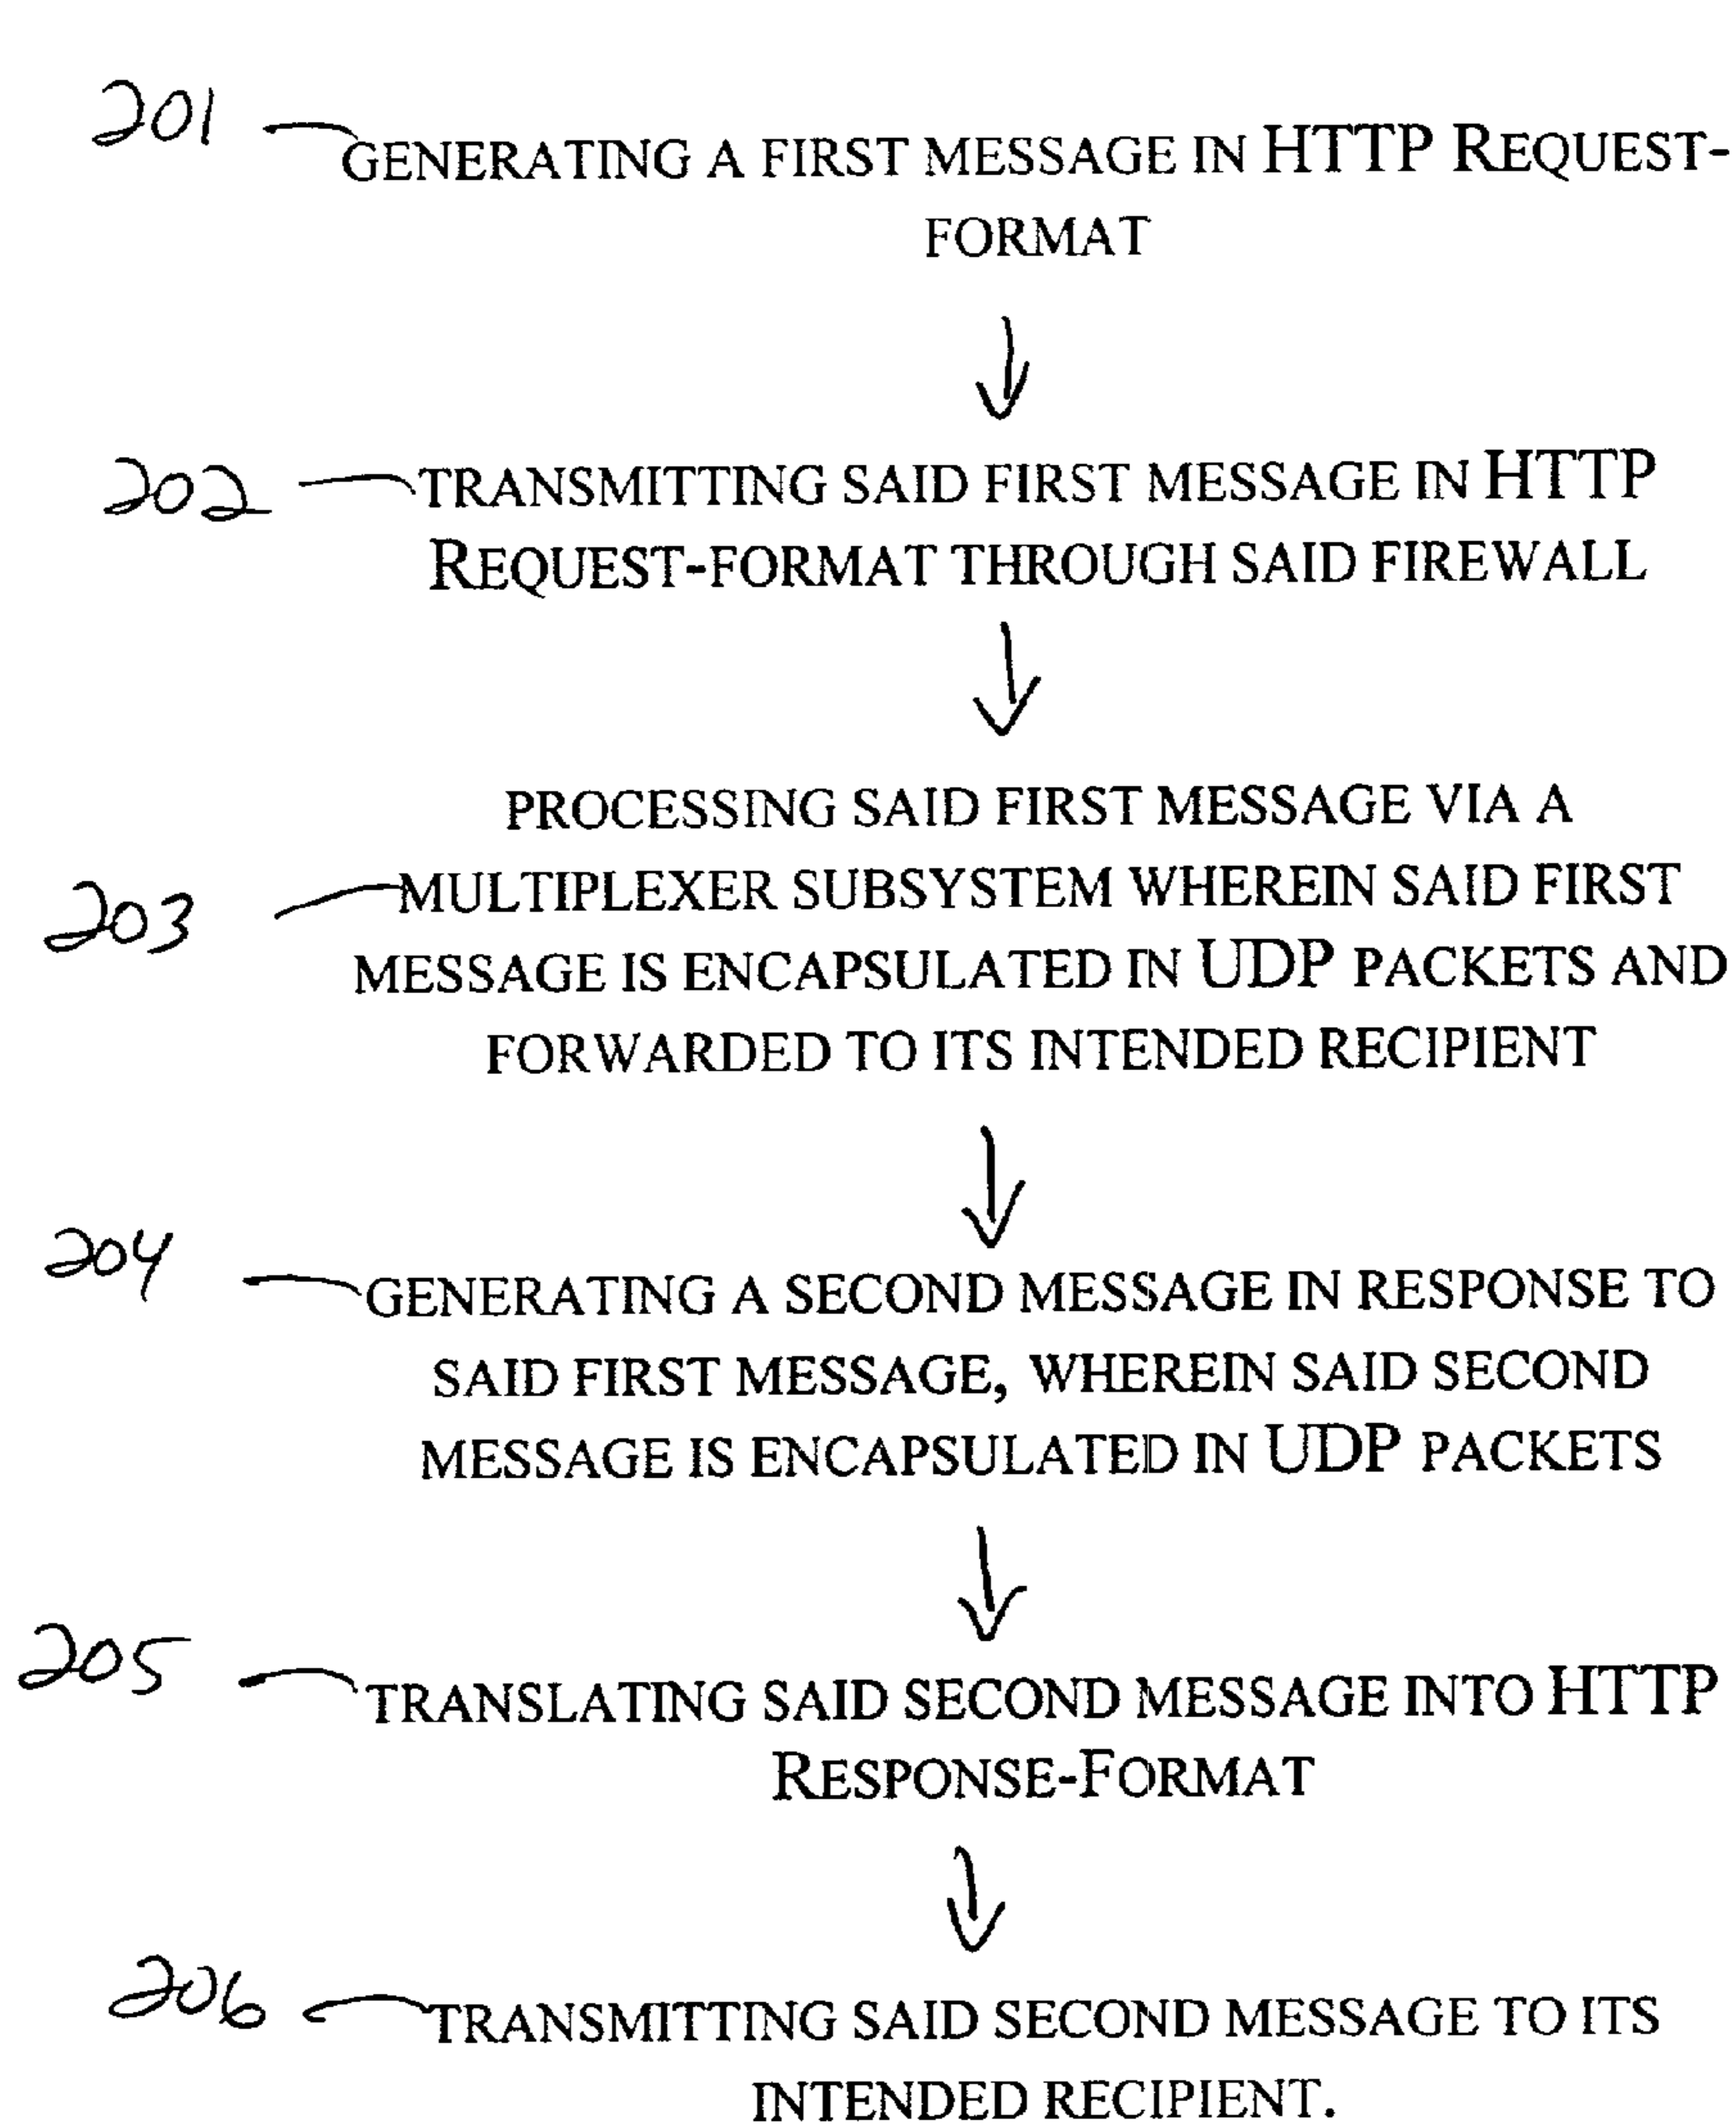 201 GENERATING A FIRST MESSAGE IN HTTP REQUEST-
FORMAT
202 TRANSMITTING SAID FIRST MESSAGE IN HTTP
REQUEST-FORMAT THROUGH SAID FIREWALL
PROCESSING SAID FIRST MESSAGE VIA A
203 MULTIPLEXER SUBSYSTEM WHEREIN SAID FIRST
MESSAGE IS ENCAPSULATED IN UDP PACKETS AND
FORWARDED TO ITS INTENDED RECIPIENT
204 GENERATING A SECOND MESSAGE IN RESPONSE TO
SAID FIRST MESSAGE, WHEREIN SAID SECOND
MESSAGE IS ENCAPSULATED IN UDP PACKETS
205 TRANSLATING SAID SECOND MESSAGE INTO HTTP
RESPONSE-FORMAT
206 TRANSMITTING SAID SECOND MESSAGE TO ITS
INTENDED RECIPIENT.